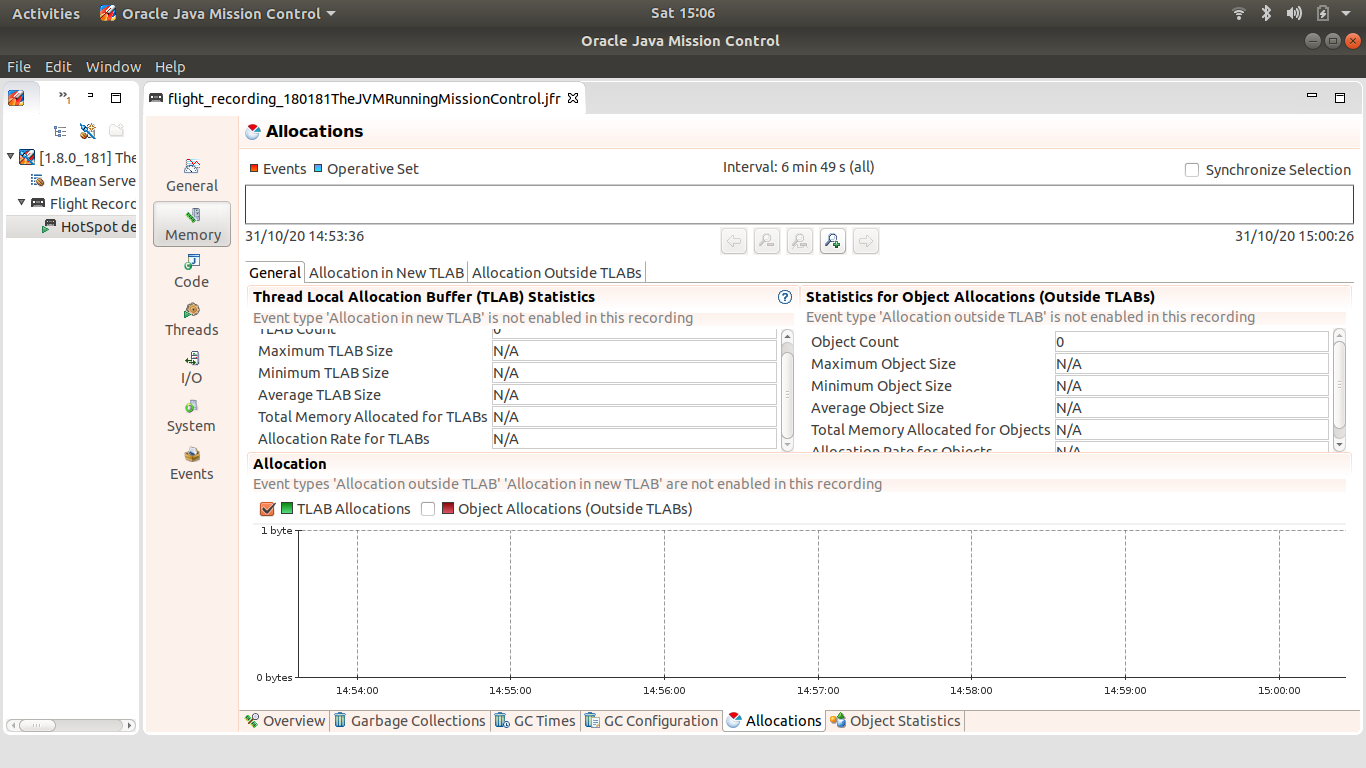 Activities Oracle Java Mission Control Sat 15:06
Oracle Java Mission Control
File Edit Window Help
»1
flight_recording_180181TheJVMRunningMissionControl.jfr
[1.8.0_181] The
MBean Serve
Flight Recorc
HotSpot de
General
Memory
Code
Threads
I/O
System
Events
Allocations
Events Operative Set Interval: 6 min 49 s (all) Synchronize Selection
31/10/20 14:53:36 31/10/20 15:00:26
General Allocation in New TLAB Allocation Outside TLABs
Thread Local Allocation Buffer (TLAB) Statistics
Event type 'Allocation in new TLAB' is not enabled in this recording
TLAB Count 0
Maximum TLAB Size N/A
Minimum TLAB Size N/A
Average TLAB Size N/A
Total Memory Allocated for TLABs N/A
Allocation Rate for TLABs N/A
Statistics for Object Allocations (Outside TLABs)
Event type 'Allocation outside TLAB' is not enabled in this recording
Object Count 0
Maximum Object Size N/A
Minimum Object Size N/A
Average Object Size N/A
Total Memory Allocated for Objects N/A
Allocation Rate for Objects N/A
Allocation
Event types 'Allocation outside TLAB' 'Allocation in new TLAB' are not enabled in this recording
TLAB Allocations Object Allocations (Outside TLABs)
1 byte
0 bytes
14:54:00 14:55:00 14:56:00 14:57:00 14:58:00 14:59:00 15:00:00
Overview Garbage Collections GC Times GC Configuration Allocations Object Statistics